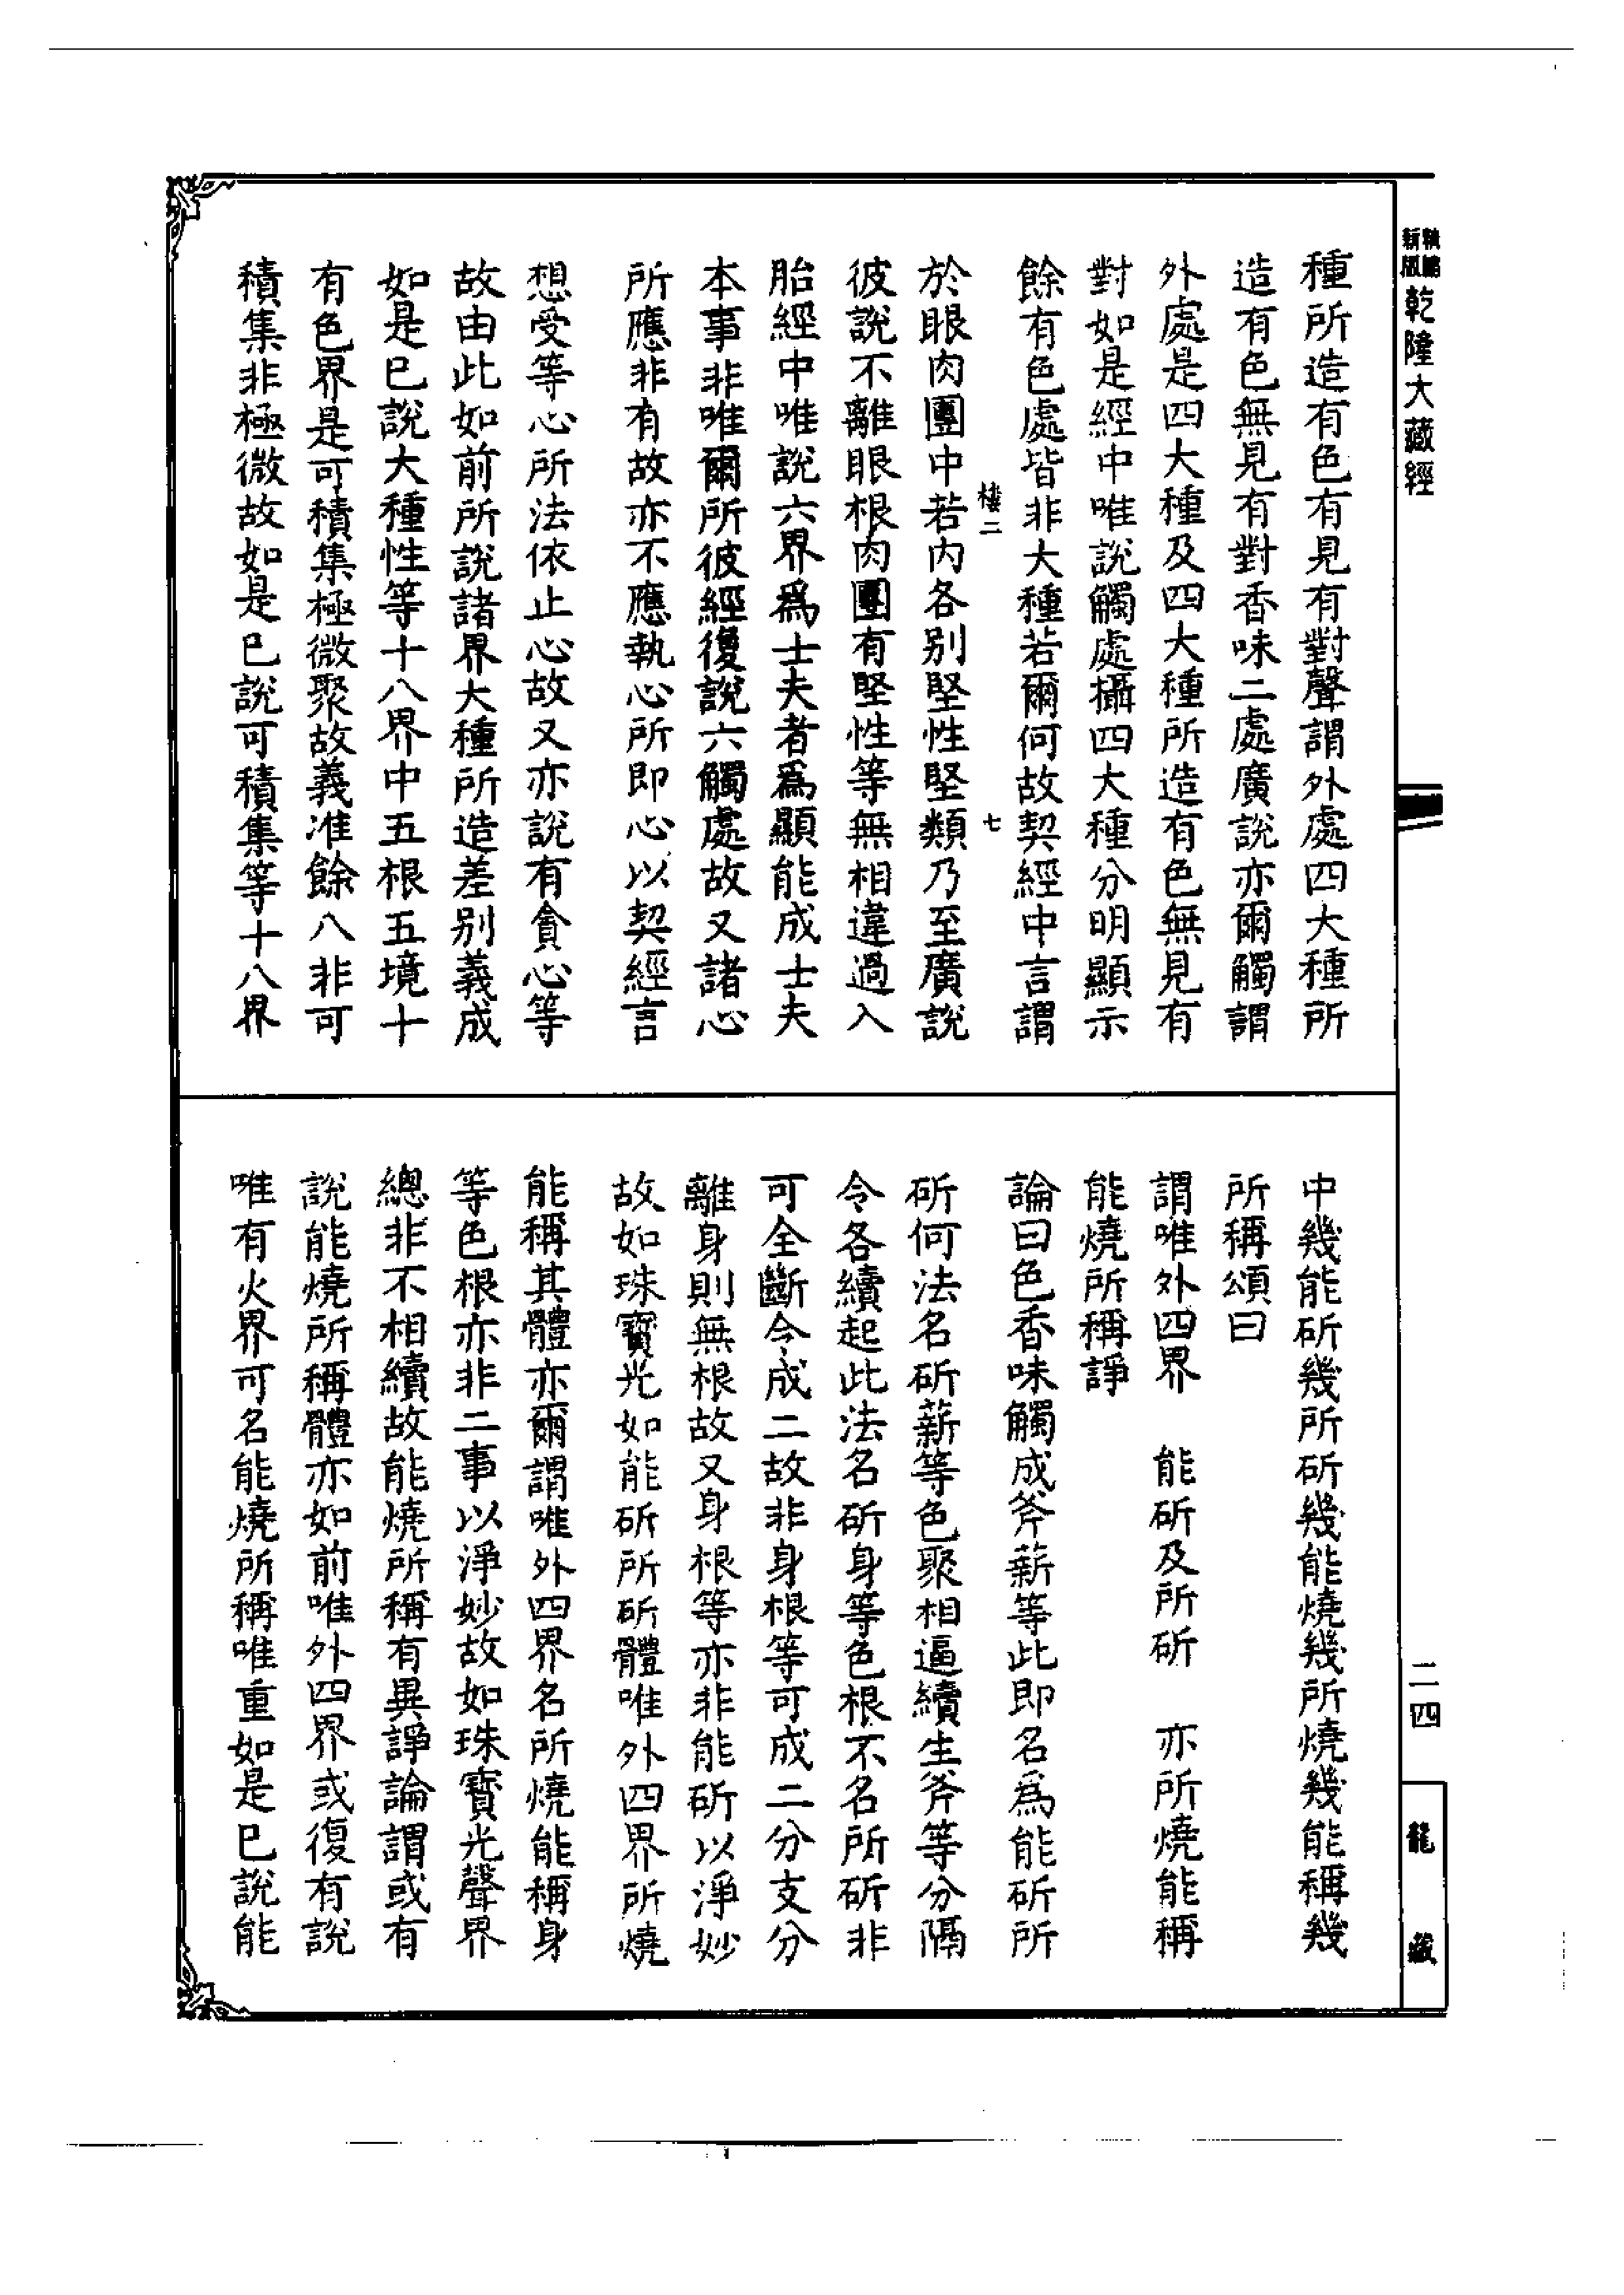 新編
新版
乾隆大藏經
種所造有色有見有對聲謂外處四大種所
造有色無見有對香味二處廣說亦爾觸謂
外處是四大種及四大種所造有色無見有
對如是經中唯說觸處攝四大種分明顯示
餘有色處皆非大種若爾何故契經中言謂
樓二 七
於眼肉團中若内各别堅性堅類乃至廣說
彼說不離眼根肉團有堅性等無相違過入
胎經中唯說六界爲士夫者爲顯能成士夫
本事非唯爾所彼經復說六觸處故又諸心
所應非有故亦不應執心所即心以契經言
想受等心所法依止心故又亦說有貪心等
故由此如前所說諸界大種所造差别義成
如是已說大種性等十八界中五根五境十
有色界是可積集極微聚故義准餘八非可
積集非極微故如是已說可積集等十八界
中幾能斫幾所斫幾能燒幾所燒幾能稱幾
所稱頌曰
謂唯外四界 能斫及所斫 亦所燒能稱
能燒所稱諍
論曰色香味觸成斧薪等此即名爲能斫所
斫何法名斫薪等色聚相逼續生斧等分隔
令各續起此法名斫身等色根不名所斫非
可全斷令成二故非身根等可成二分支分
離身則無根故又身根等亦非能斫以淨妙
故如珠寶光如能斫所斫體唯外四界所燒
能稱其體亦爾謂唯外四界名所燒能稱身
等色根亦非二事以淨妙故如珠寶光聲界
總非不相續故能燒所稱有異諍論謂或有
說能燒所稱體亦如前唯外四界或復有說
唯有火界可名能燒所稱唯重如是已說能
二四
龍藏